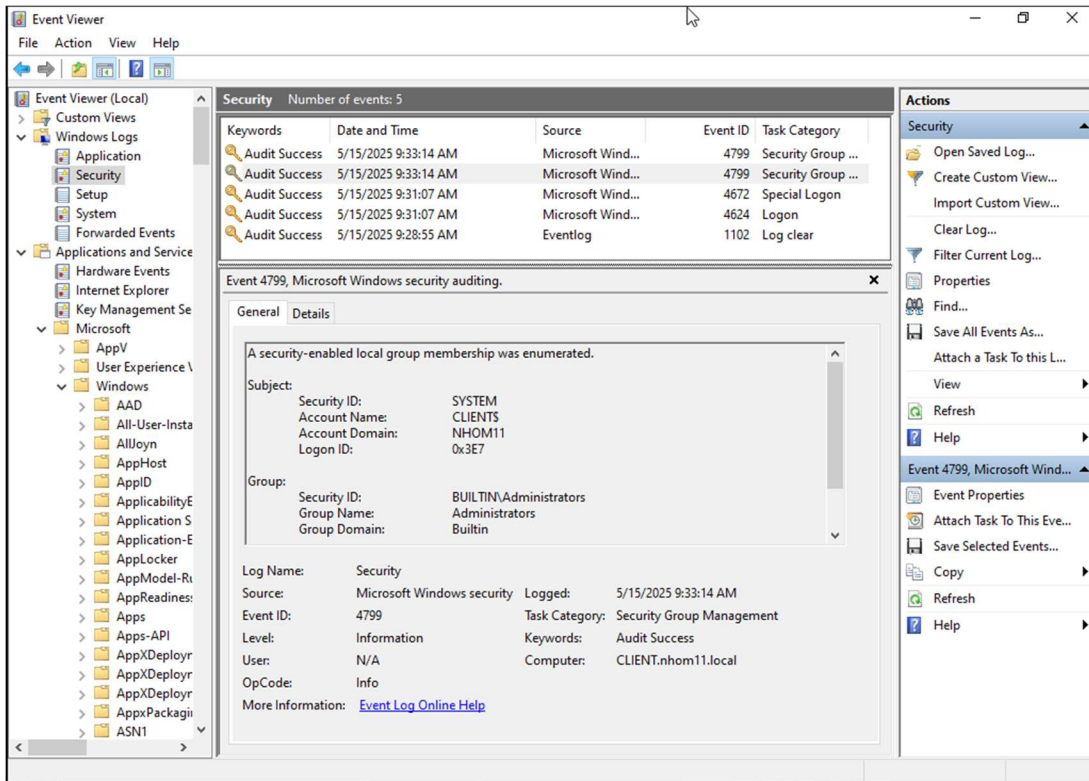 Event Viewer
File Action View Help
Event Viewer (Local)
Custom Views
Windows Logs
Application
Security
Setup
System
Forwarded Events
Applications and Service
Hardware Events
Internet Explorer
Key Management Se
Microsoft
AppV
User Experience V
Windows
AAD
All-User-Insta
AllJoyn
AppHost
AppID
ApplicabilityE
Application S
Application-E
AppLocker
AppModel-Ru
AppReadines
Apps
Apps-API
AppXDeployr
AppXDeployr
AppXDeployr
AppxPackagin
ASN1
Security Number of events: 5
Keywords Date and Time Source Event ID Task Category
Audit Success 5/15/2025 9:33:14 AM Microsoft Wind... 4799 Security Group ...
Audit Success 5/15/2025 9:33:14 AM Microsoft Wind... 4799 Security Group ...
Audit Success 5/15/2025 9:31:07 AM Microsoft Wind... 4672 Special Logon
Audit Success 5/15/2025 9:31:07 AM Microsoft Wind... 4624 Logon
Audit Success 5/15/2025 9:28:55 AM Eventlog 1102 Log clear
Event 4799, Microsoft Windows security auditing.
General Details
A security-enabled local group membership was enumerated.
Subject:
Security ID: SYSTEM
Account Name: CLIENT$
Account Domain: NHOM11
Logon ID: 0x3E7
Group:
Security ID: BUILTIN\Administrators
Group Name: Administrators
Group Domain: Builtin
Log Name: Security
Source: Microsoft Windows security Logged: 5/15/2025 9:33:14 AM
Event ID: 4799 Task Category: Security Group Management
Level: Information Keywords: Audit Success
User: N/A Computer: CLIENT.nhom11.local
OpCode: Info
More Information: Event Log Online Help
Actions
Security
Open Saved Log...
Create Custom View...
Import Custom View...
Clear Log...
Filter Current Log...
Properties
Find...
Save All Events As...
Attach a Task To this L...
View
Refresh
Help
Event 4799, Microsoft Wind...
Event Properties
Attach Task To This Eve...
Save Selected Events...
Copy
Refresh
Help